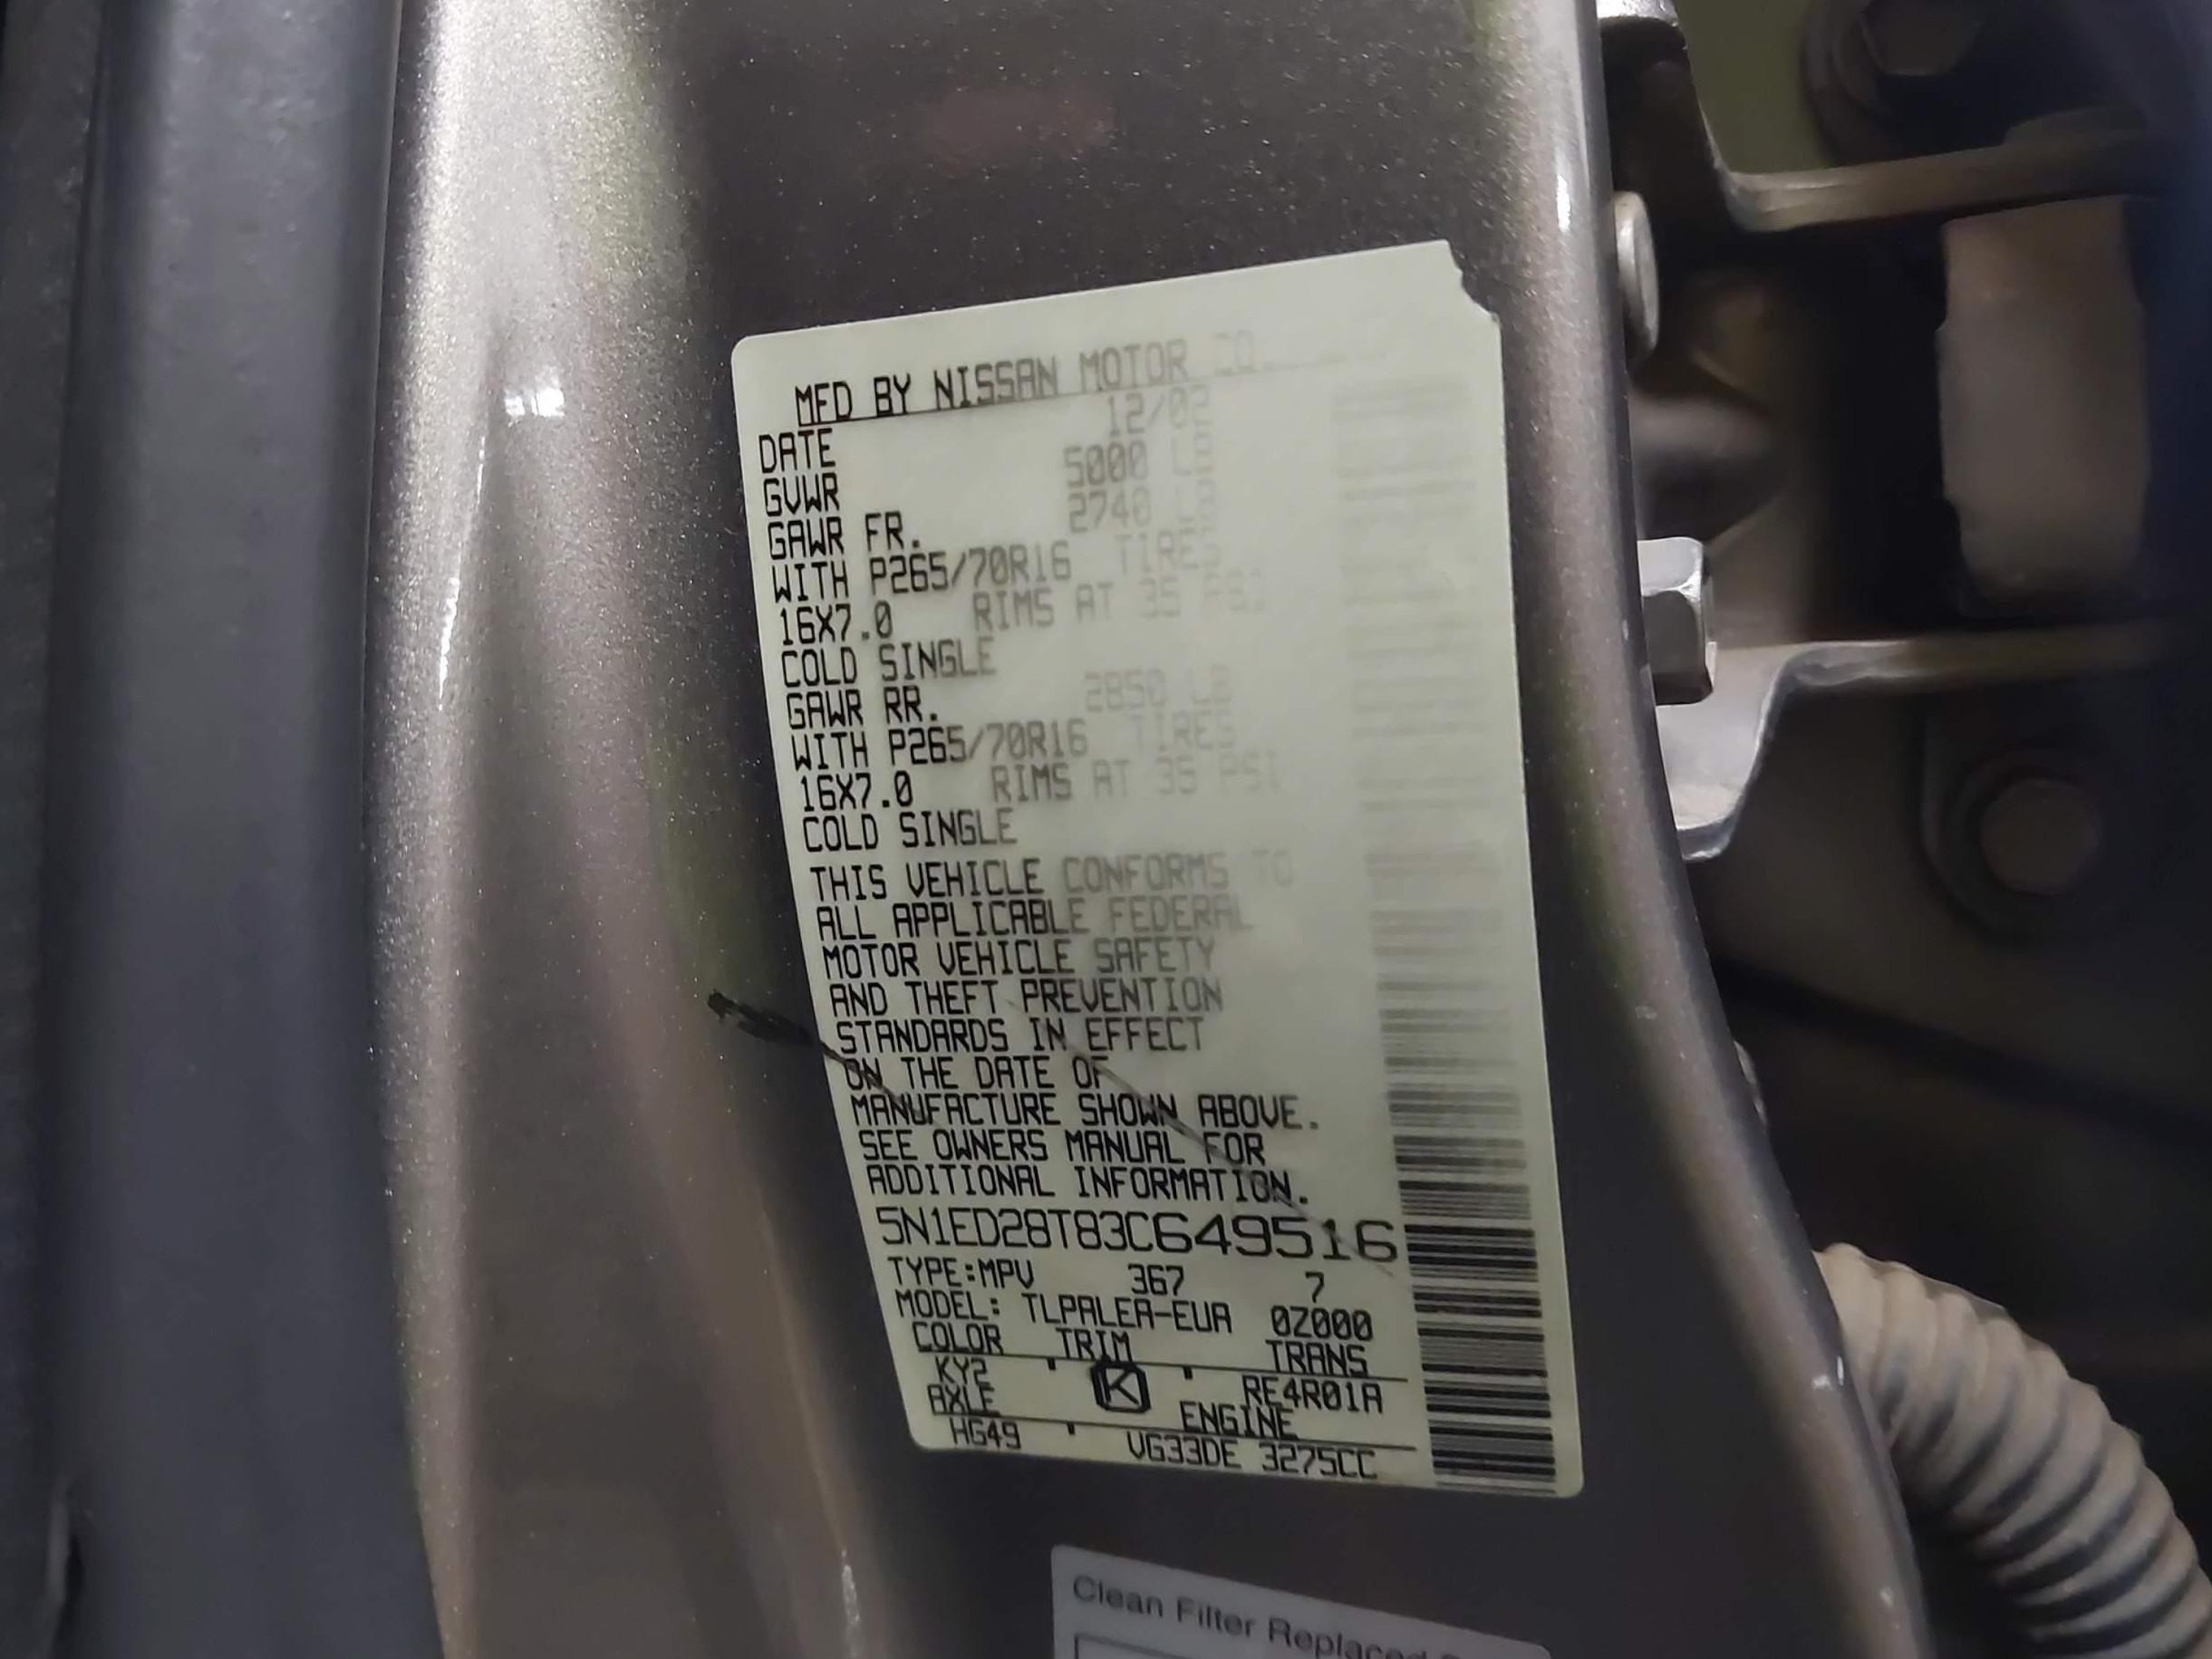 MFD BY NISSAN MOTOR CO.
DATE 12/02
GVWR 5000 LB
GAWR FR. 2740 LB
WITH P265/70R16 TIRES
16X7.0 RIMS AT 35 PSI
COLD SINGLE
GAWR RR. 2850 LB
WITH P265/70R16 TIRES
16X7.0 RIMS AT 35 PSI
COLD SINGLE
THIS VEHICLE CONFORMS TO
ALL APPLICABLE FEDERAL
MOTOR VEHICLE SAFETY
AND THEFT PREVENTION
STANDARDS IN EFFECT
ON THE DATE OF
MANUFACTURE SHOWN ABOVE.
SEE OWNERS MANUAL FOR
ADDITIONAL INFORMATION.
5N1ED28T83C649516
TYPE:MPV 367 7
MODEL: TLPALEA-EUA 0Z000
COLOR TRIM TRANS
KY2 K RE4R01A
AXLE ENGINE
HG49 VG33DE 3275CC
Clean Filter Replaced